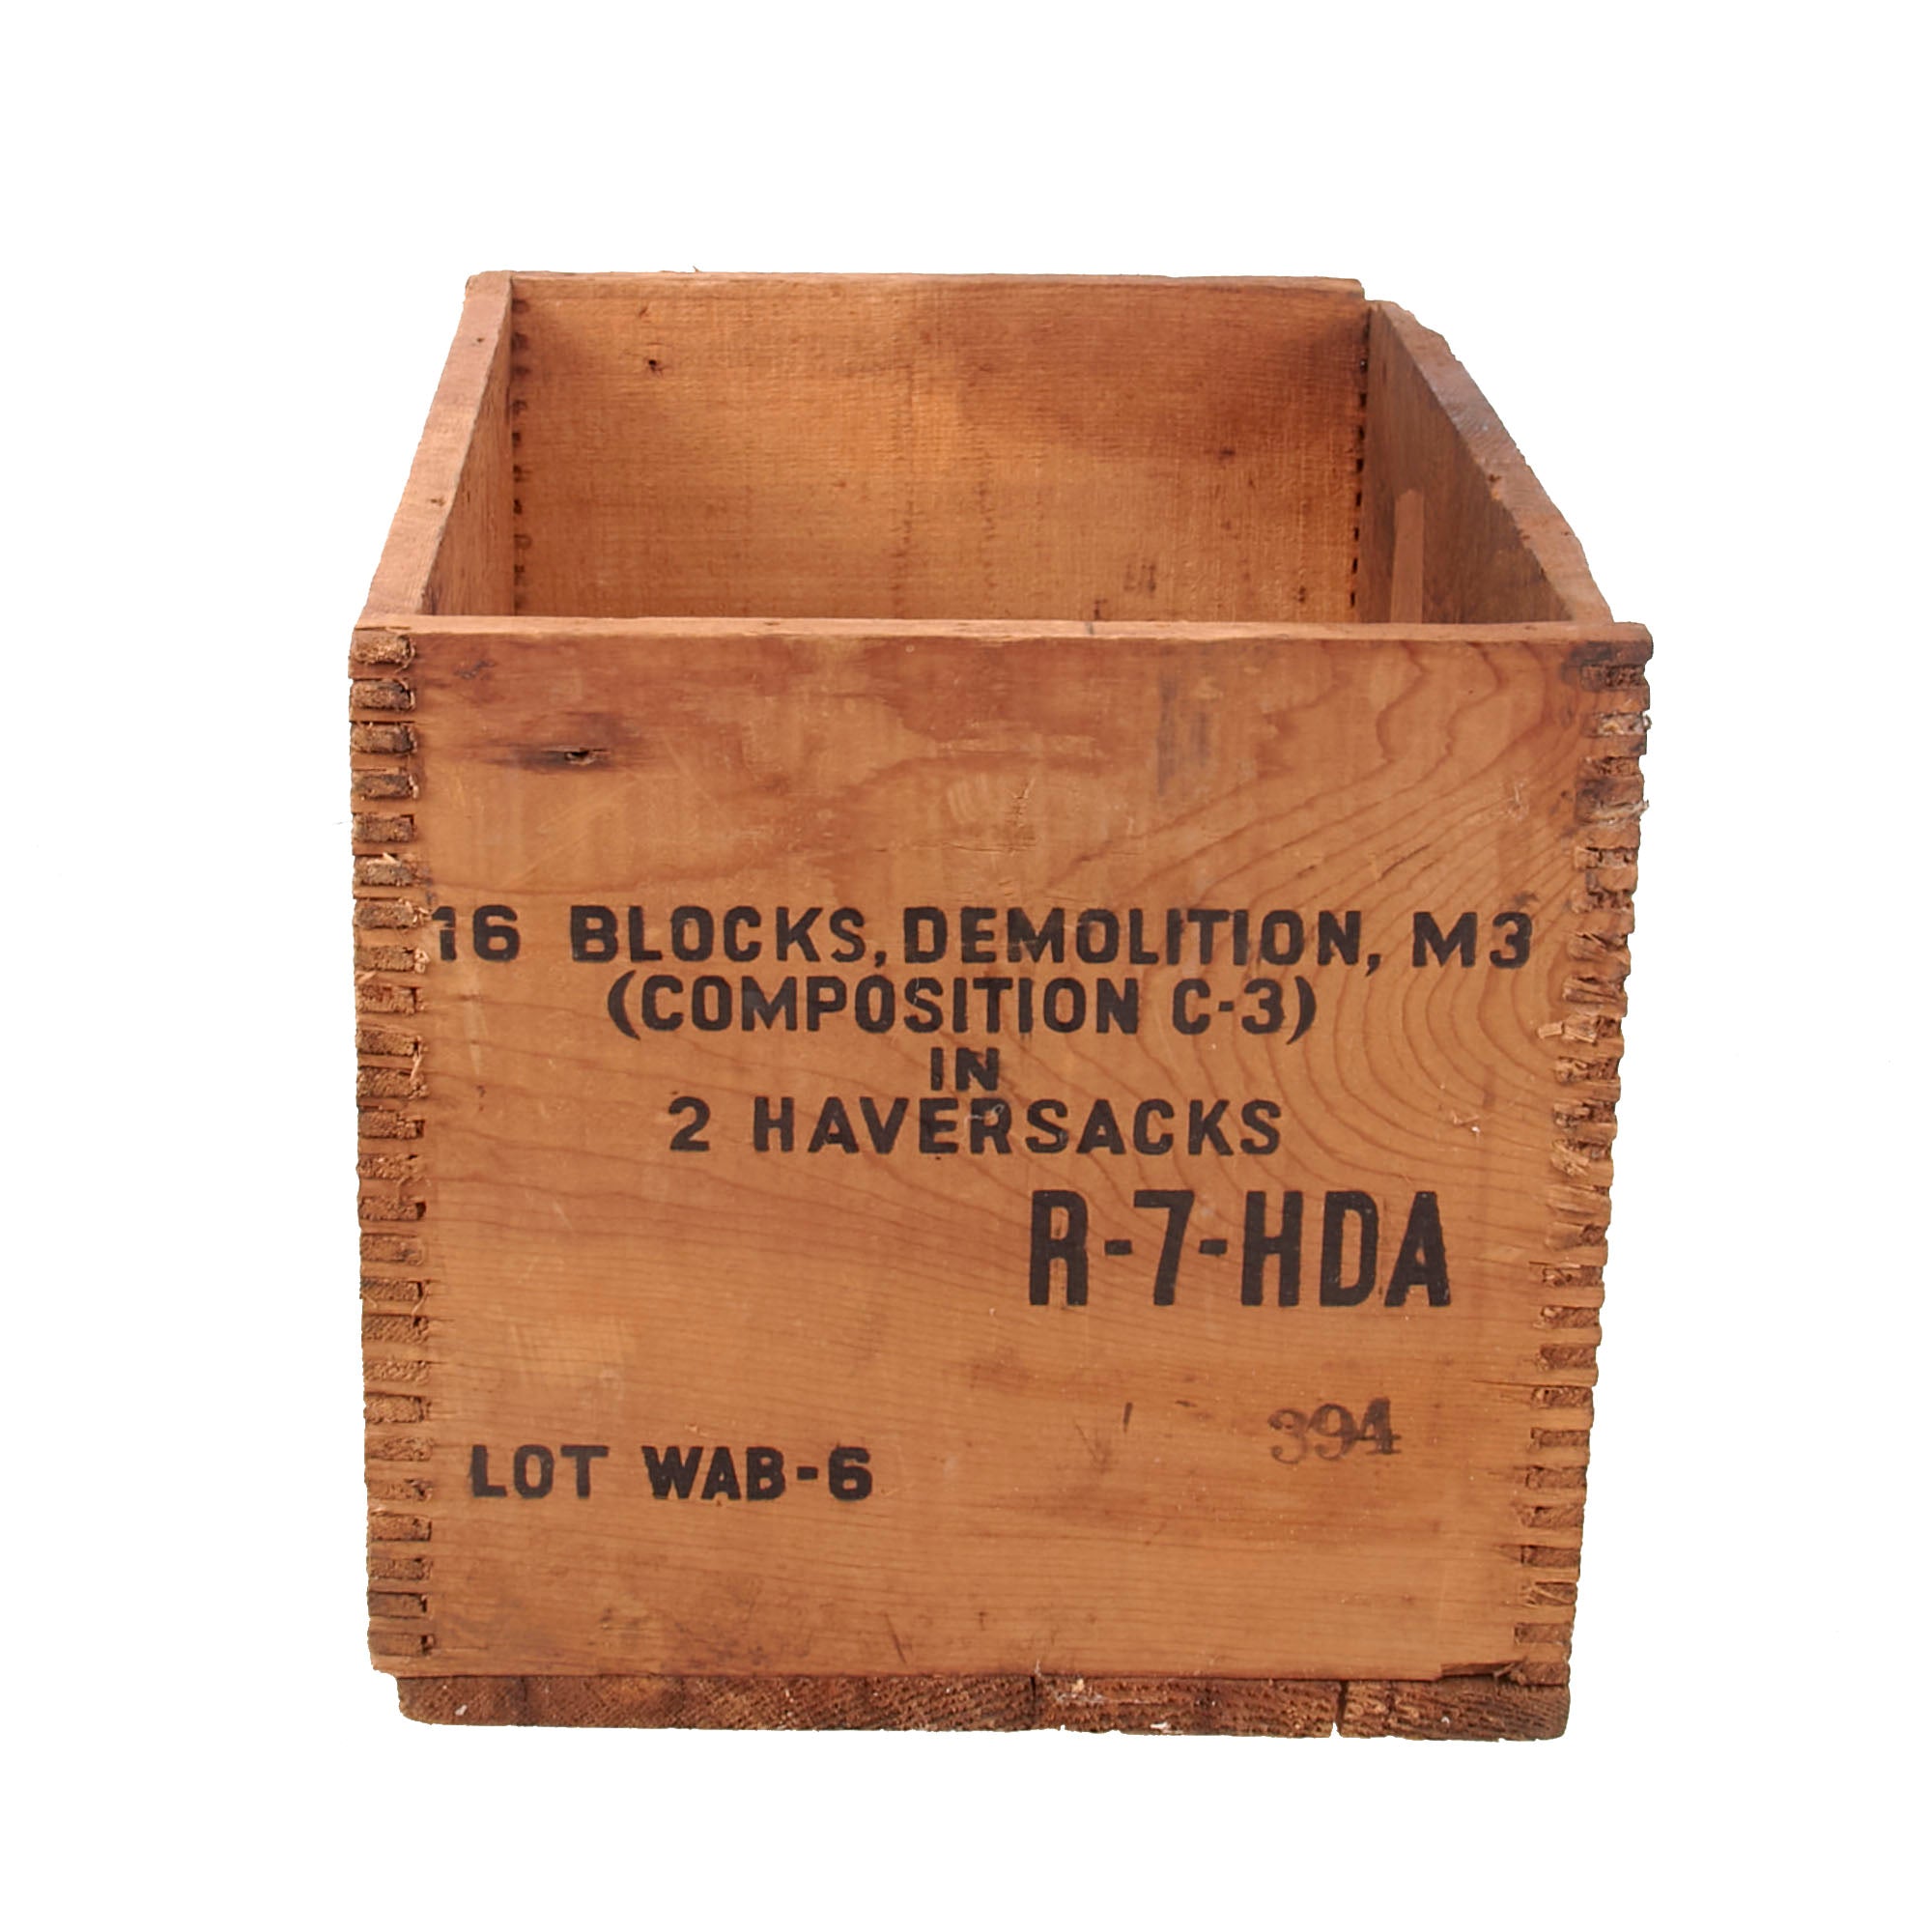 16 BLOCKS, DEMOLITION, M3
(COMPOSITION C-3)
IN
2 HAVERSACKS
R-7-HDA
394
LOT WAB-6